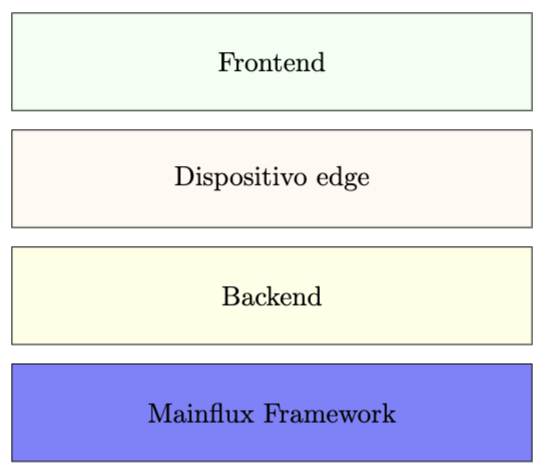 Frontend
Dispositivo edge
Backend
Mainflux Framework